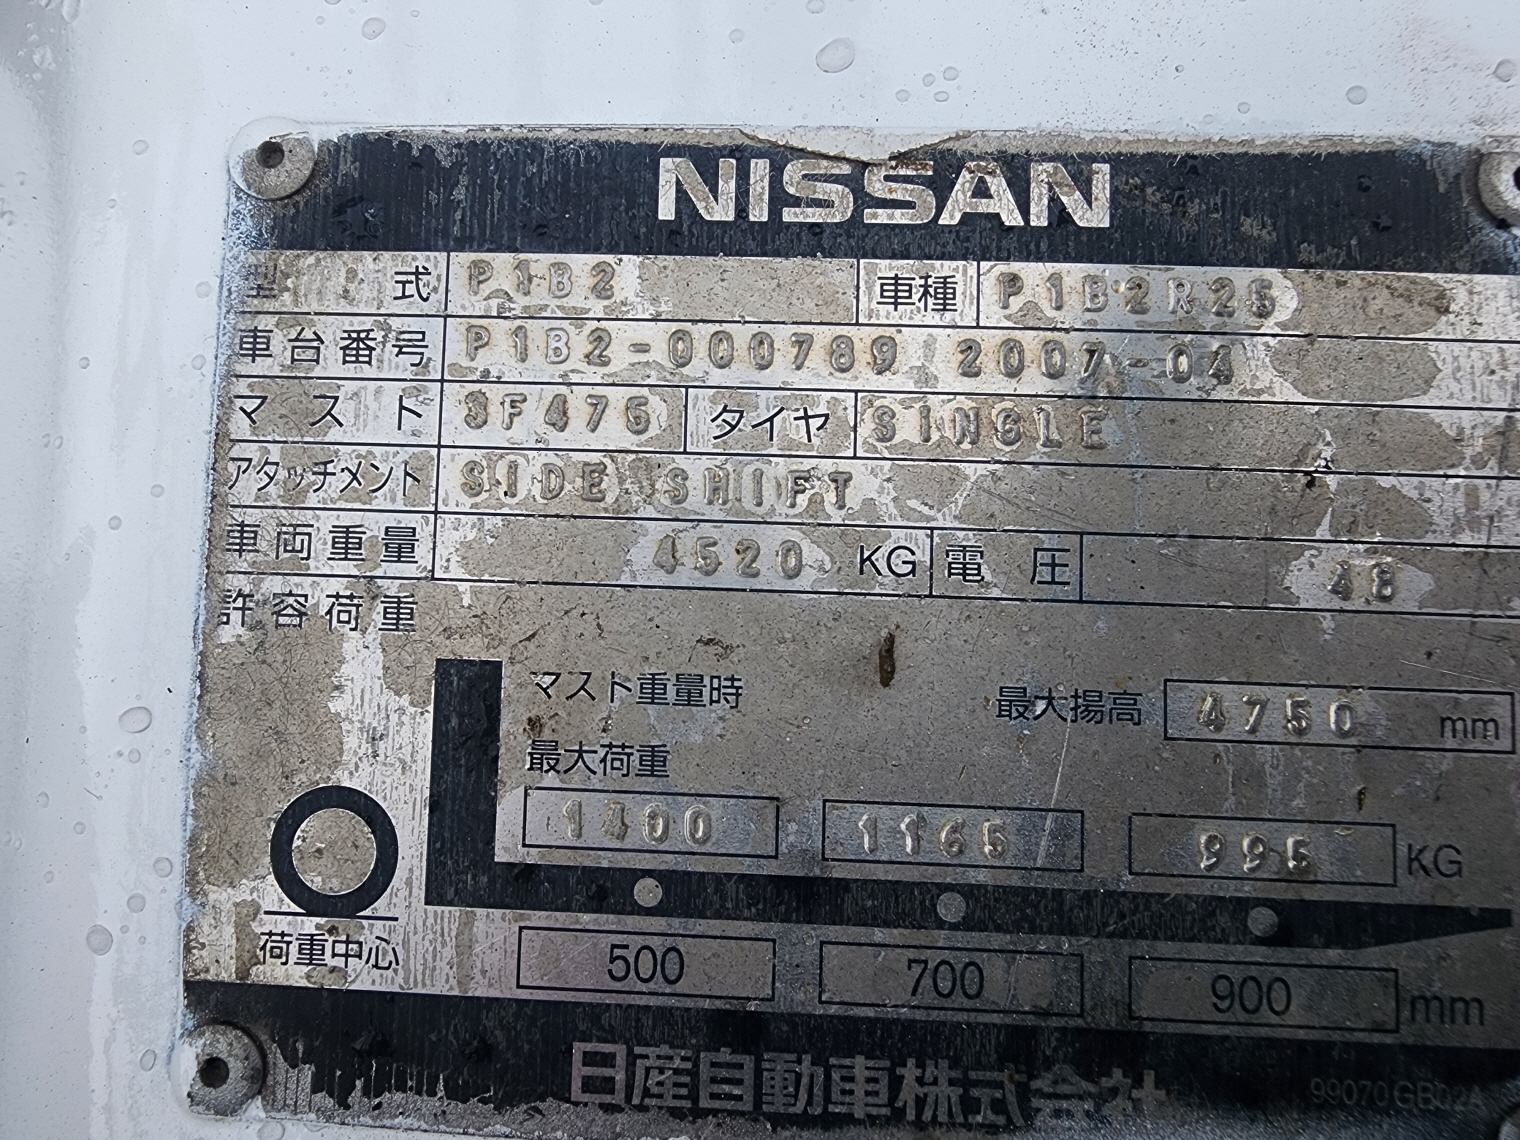 NISSAN
型式 P1B2 車種 P1B2R25
車台番号 P1B2-000789 2007-04
マスト 3F475 タイヤ SINGLE
アタッチメント SIDE SHIFT
車両重量 4520 KG 電圧 48
許容荷重
マスト重量時 最大揚高 4750 mm
最大荷重
1400 1165 995 KG
荷重中心 500 700 900 mm
日産自動車株式会社 99070 GB02A